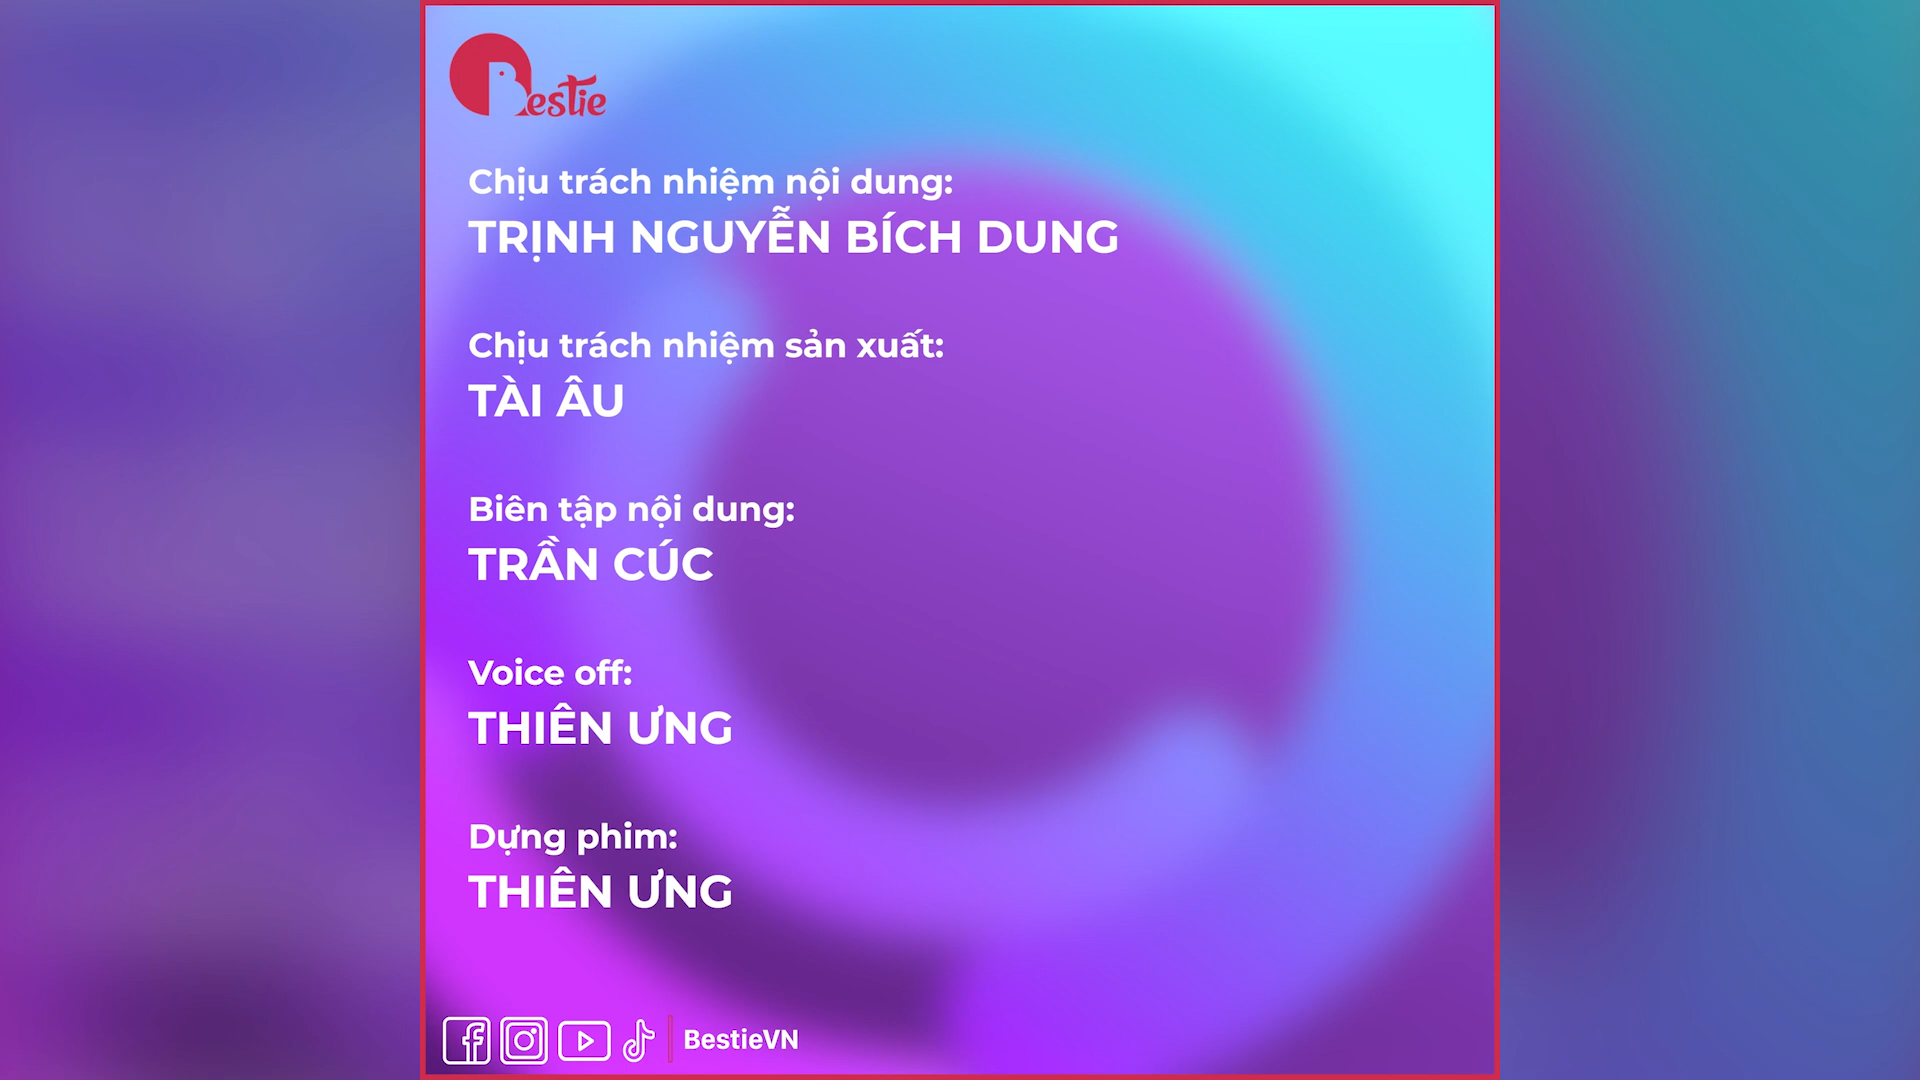 Bestie
Chịu trách nhiệm nội dung:
TRỊNH NGUYỄN BÍCH DUNG
Chịu trách nhiệm sản xuất:
TÀI ÂU
Biên tập nội dung:
TRẦN CÚC
Voice off:
THIÊN ƯNG
Dựng phim:
THIÊN ƯNG
BestieVN